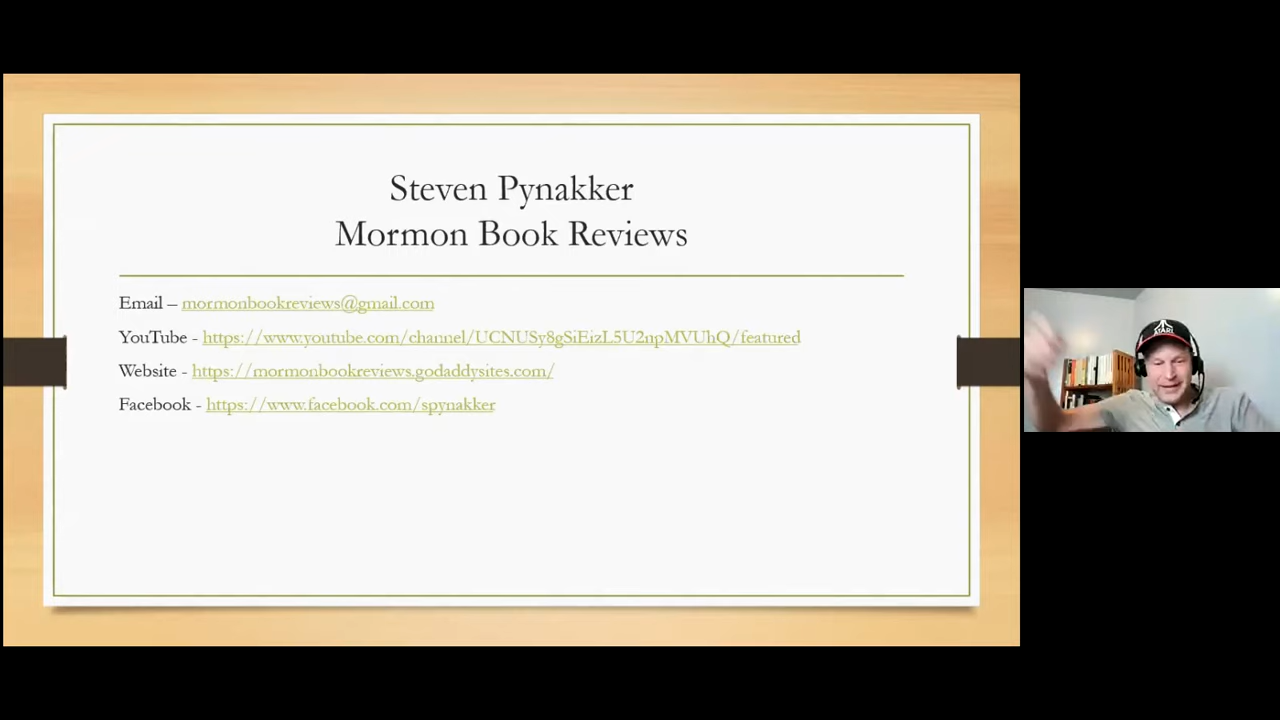 Steven Pynakker
Mormon Book Reviews
Email – mormonbookreviews@gmail.com
YouTube - https://www.youtube.com/channel/UCNUSy8gSiEizL5U2npMVUhQ/featured
Website - https://mormonbookreviews.godaddysites.com/
Facebook - https://www.facebook.com/spynakker
ATARI